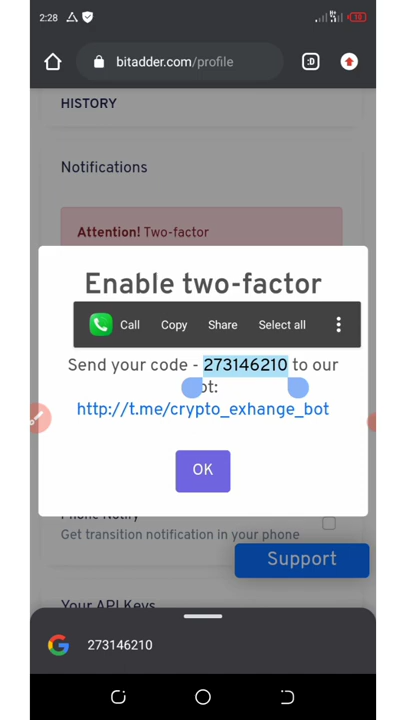 2:28
bitadder.com/profile
:D
HISTORY
Notifications
Attention! Two-factor
Enable two-factor
Call Copy Share Select all
Send your code - 273146210 to our
ot:
http://t.me/crypto_exhange_bot
OK
Phone Notify
Get transition notification in your phone
Support
Your API Keys
273146210